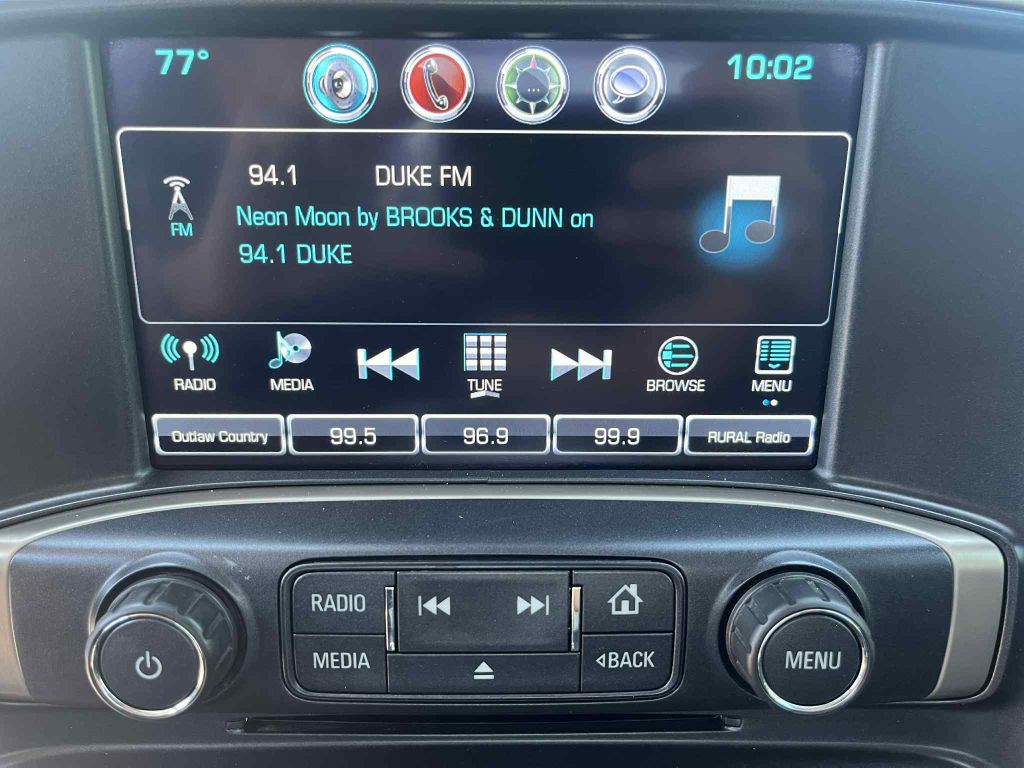 77° 10:02
94.1 DUKE FM
FM
Neon Moon by BROOKS & DUNN on
94.1 DUKE
RADIO MEDIA TUNE BROWSE MENU
Outlaw Country 99.5 96.9 99.9 RURAL Radio
RADIO
MEDIA BACK
MENU